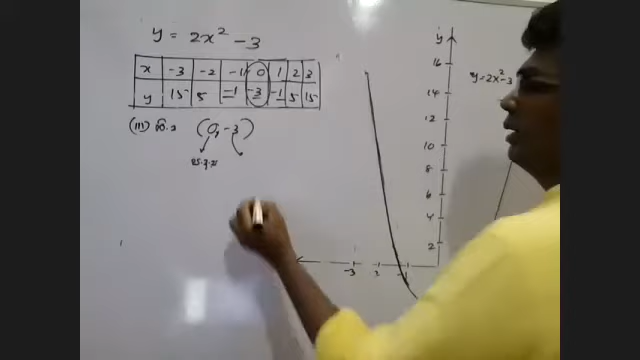 y = 2x² - 3
x -3 -2 -1 0 1 2 3
y 15 5 -1 -3 -1 5 15
(III) (0, -3)
y
16
y=2x²-3
14
12
10
8
6
4
2
-3 -1